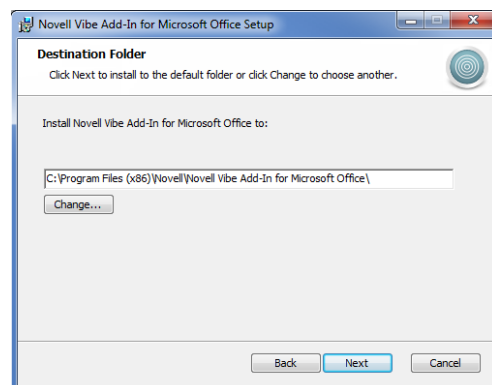 Novell Vibe Add-In for Microsoft Office Setup
Destination Folder
Click Next to install to the default folder or click Change to choose another.
Install Novell Vibe Add-In for Microsoft Office to:
C:\Program Files (x86)\Novell\Novell Vibe Add-In for Microsoft Office\
Change...
Back Next Cancel